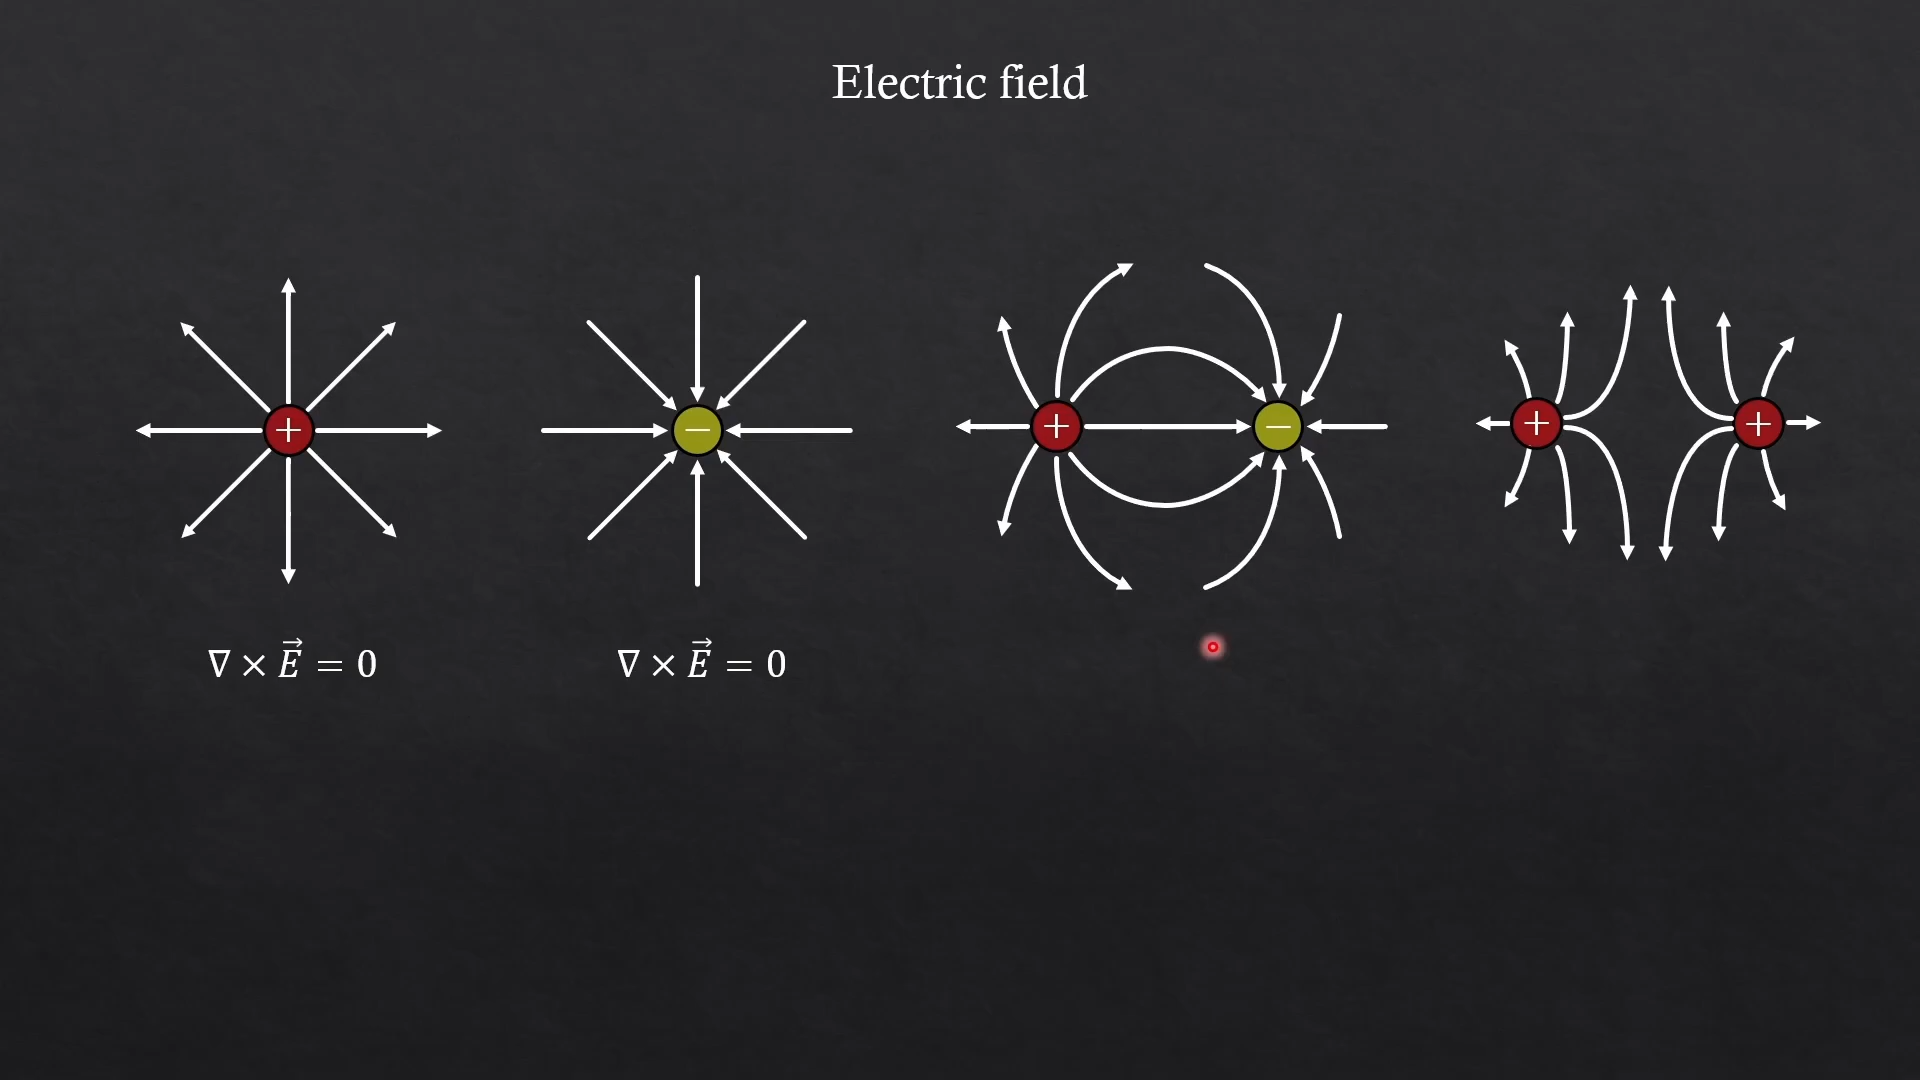 Electric field
+ − + − + +
∇ × E⃗ = 0 ∇ × E⃗ = 0